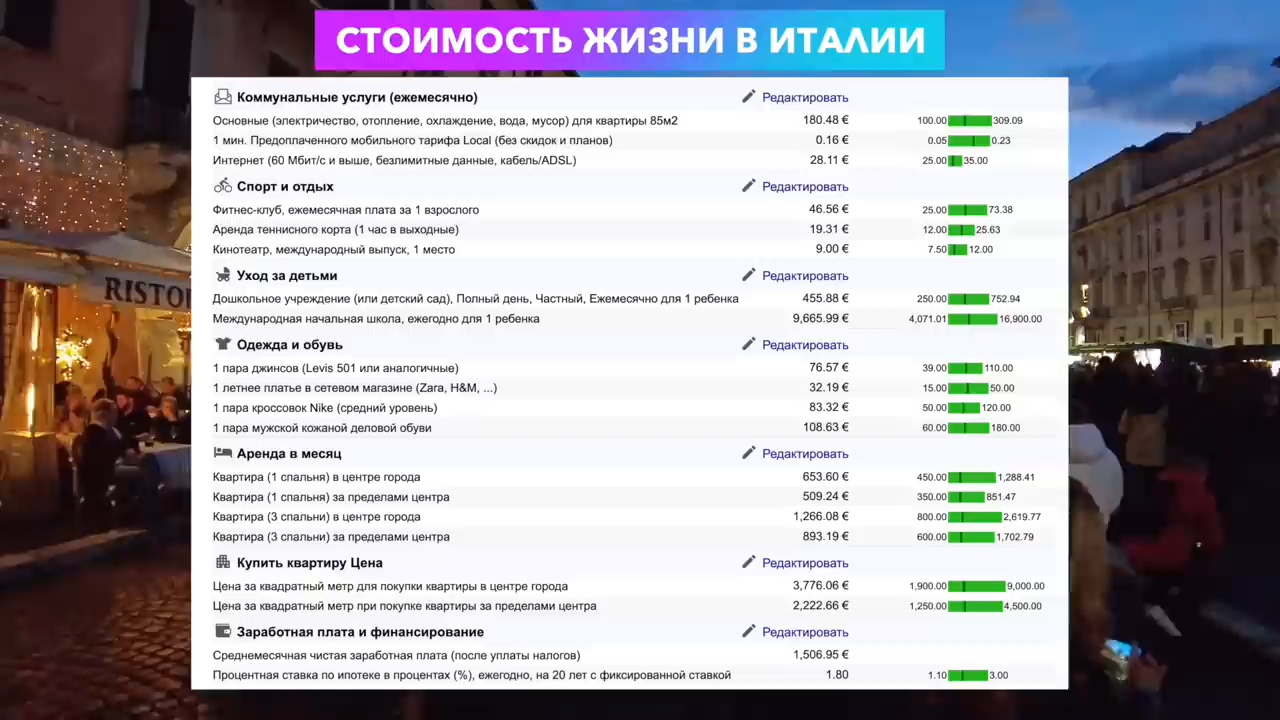 СТОИМОСТЬ ЖИЗНИ В ИТАЛИИ
Коммунальные услуги (ежемесячно) Редактировать
Основные (электричество, отопление, охлаждение, вода, мусор) для квартиры 85м2 180.48 € 100.00 309.09
1 мин. Предоплаченного мобильного тарифа Local (без скидок и планов) 0.16 € 0.05 0.23
Интернет (60 Мбит/с и выше, безлимитные данные, кабель/ADSL) 28.11 € 25.00 35.00
Спорт и отдых Редактировать
Фитнес-клуб, ежемесячная плата за 1 взрослого 46.56 € 25.00 73.38
Аренда теннисного корта (1 час в выходные) 19.31 € 12.00 25.63
Кинотеатр, международный выпуск, 1 место 9.00 € 7.50 12.00
Уход за детьми Редактировать
Дошкольное учреждение (или детский сад), Полный день, Частный, Ежемесячно для 1 ребенка 455.88 € 250.00 752.94
Международная начальная школа, ежегодно для 1 ребенка 9,665.99 € 4,071.01 16,900.00
Одежда и обувь Редактировать
1 пара джинсов (Levis 501 или аналогичные) 76.57 € 39.00 110.00
1 летнее платье в сетевом магазине (Zara, H&M, ...) 32.19 € 15.00 50.00
1 пара кроссовок Nike (средний уровень) 83.32 € 50.00 120.00
1 пара мужской кожаной деловой обуви 108.63 € 60.00 180.00
Аренда в месяц Редактировать
Квартира (1 спальня) в центре города 653.60 € 450.00 1,288.41
Квартира (1 спальня) за пределами центра 509.24 € 350.00 851.47
Квартира (3 спальни) в центре города 1,266.08 € 800.00 2,619.77
Квартира (3 спальни) за пределами центра 893.19 € 600.00 1,702.79
Купить квартиру Цена Редактировать
Цена за квадратный метр для покупки квартиры в центре города 3,776.06 € 1,900.00 9,000.00
Цена за квадратный метр при покупке квартиры за пределами центра 2,222.66 € 1,250.00 4,500.00
Заработная плата и финансирование Редактировать
Среднемесячная чистая заработная плата (после уплаты налогов) 1,506.95 €
Процентная ставка по ипотеке в процентах (%), ежегодно, на 20 лет с фиксированной ставкой 1.80 1.10 3.00
RISTO